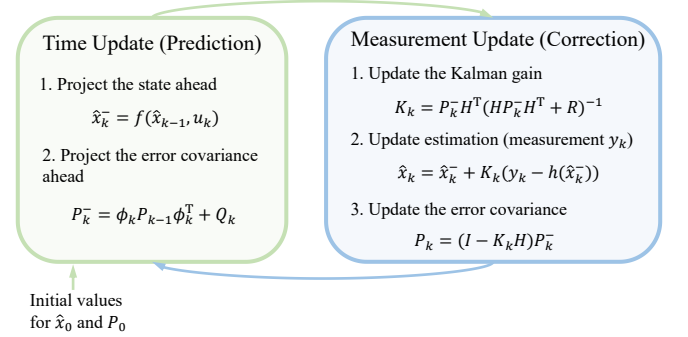 Time Update (Prediction)
1. Project the state ahead
x̂ₖ⁻ = f(x̂ₖ₋₁, uₖ)
2. Project the error covariance
ahead
Pₖ⁻ = ϕₖPₖ₋₁ϕₖᵀ + Qₖ
Initial values
for x̂₀ and P₀
Measurement Update (Correction)
1. Update the Kalman gain
Kₖ = Pₖ⁻Hᵀ(HPₖ⁻Hᵀ + R)⁻¹
2. Update estimation (measurement yₖ)
x̂ₖ = x̂ₖ⁻ + Kₖ(yₖ − h(x̂ₖ⁻))
3. Update the error covariance
Pₖ = (I − KₖH)Pₖ⁻